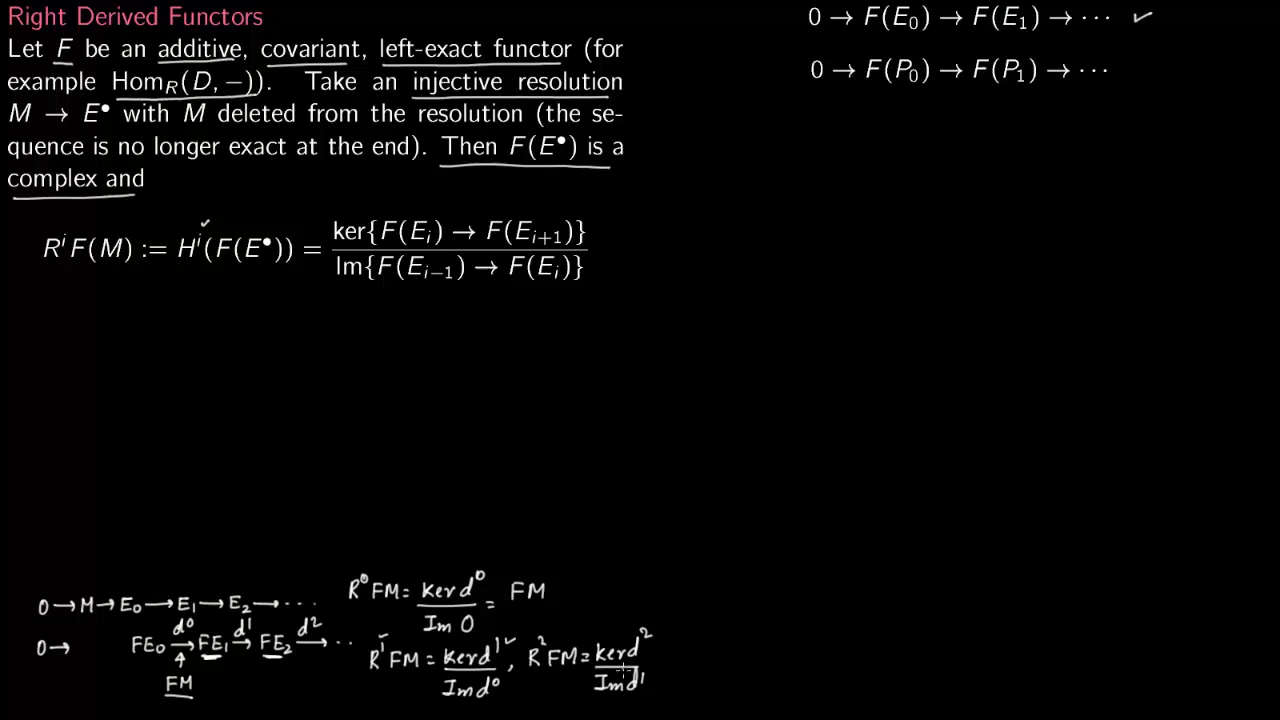 Right Derived Functors
Let F be an additive, covariant, left-exact functor (for
example Hom_R(D, −)). Take an injective resolution
M → E^• with M deleted from the resolution (the se-
quence is no longer exact at the end). Then F(E^•) is a
complex and
R^i F(M) := H^i(F(E^•)) = ker{F(E_i) → F(E_{i+1})} / Im{F(E_{i−1}) → F(E_i)}
0 → F(E_0) → F(E_1) → ··· ✓
0 → F(P_0) → F(P_1) → ···
0 → M → E_0 → E_1 → E_2 → ···
0 → FE_0 →^{d^0} FE_1 →^{d^1} FE_2 →^{d^2} ··
↑
FM
R^0 FM = ker d^0 / Im 0 = FM
R^1 FM = ker d^1 / Im d^0 , R^2 FM = ker d^2 / Im d^1